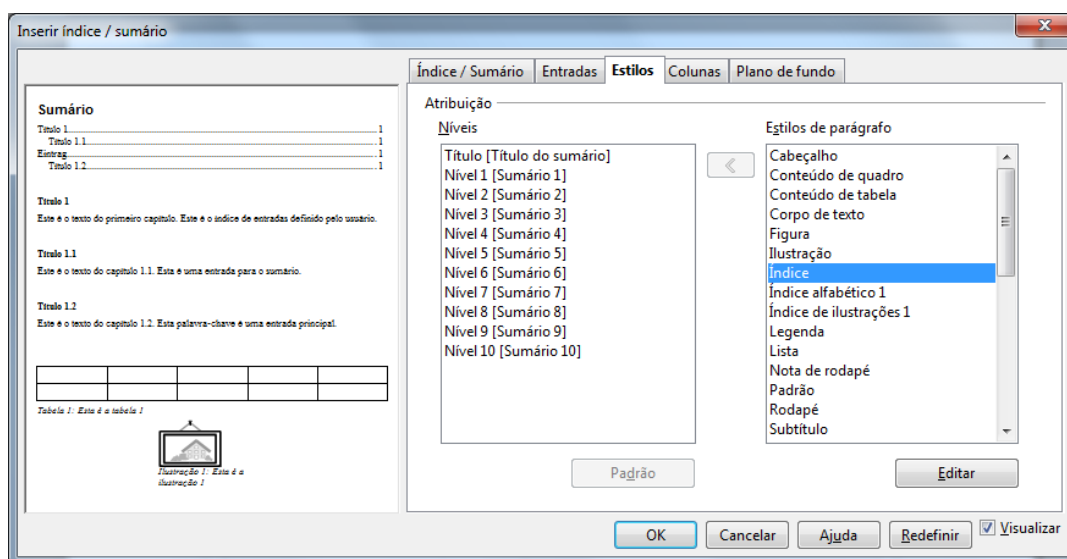 Inserir índice / sumário
Sumário
Título 1 1
Título 1.1 1
Eintrag 1
Título 1.2 1
Título 1
Este é o texto do primeiro capítulo. Este é o índice de entradas definido pelo usuário.
Título 1.1
Este é o texto do capítulo 1.1. Esta é uma entrada para o sumário.
Título 1.2
Este é o texto do capítulo 1.2. Esta palavra-chave é uma entrada principal.
Tabela 1: Esta é a tabela 1
Ilustração 1: Esta é a
ilustração 1
Índice / Sumário Entradas Estilos Colunas Plano de fundo
Atribuição
Níveis
Título [Título do sumário]
Nível 1 [Sumário 1]
Nível 2 [Sumário 2]
Nível 3 [Sumário 3]
Nível 4 [Sumário 4]
Nível 5 [Sumário 5]
Nível 6 [Sumário 6]
Nível 7 [Sumário 7]
Nível 8 [Sumário 8]
Nível 9 [Sumário 9]
Nível 10 [Sumário 10]
<
Padrão
Estilos de parágrafo
Cabeçalho
Conteúdo de quadro
Conteúdo de tabela
Corpo de texto
Figura
Ilustração
Índice
Índice alfabético 1
Índice de ilustrações 1
Legenda
Lista
Nota de rodapé
Padrão
Rodapé
Subtítulo
Editar
OK Cancelar Ajuda Redefinir Visualizar